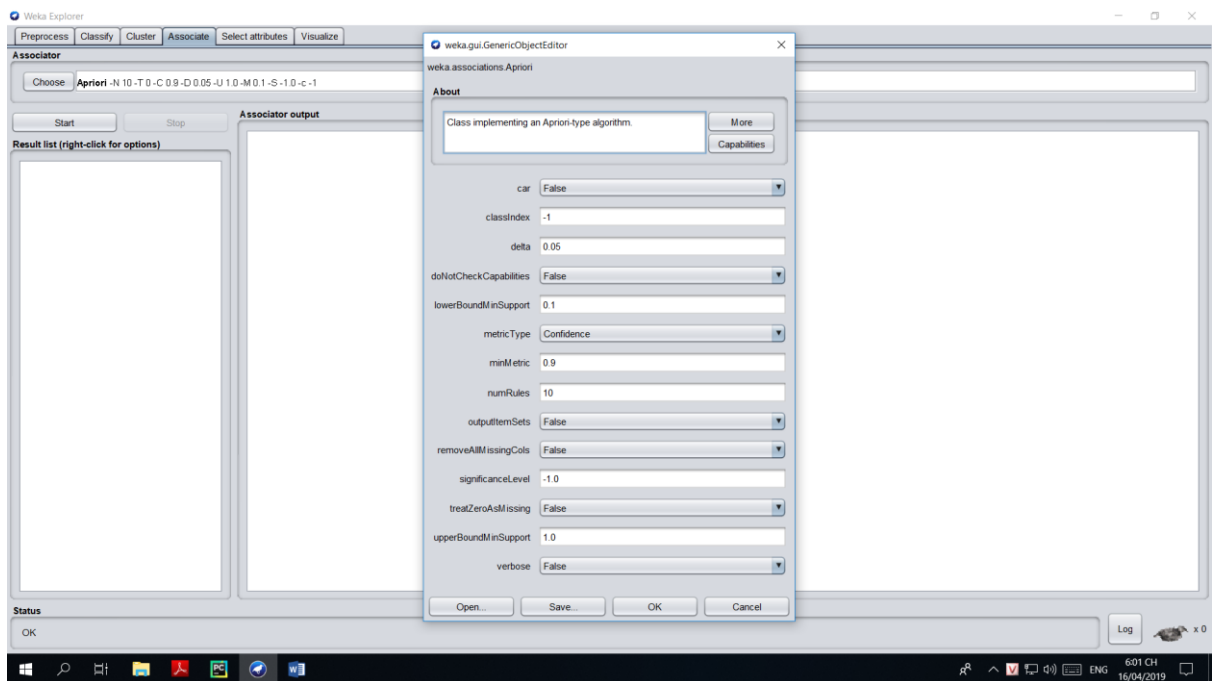 Weka Explorer
Preprocess Classify Cluster Associate Select attributes Visualize
Associator
Choose Apriori -N 10 -T 0 -C 0.9 -D 0.05 -U 1.0 -M 0.1 -S -1.0 -c -1
Start Stop
Result list (right-click for options)
Associator output
weka.gui.GenericObjectEditor
weka.associations.Apriori
About
Class implementing an Apriori-type algorithm.
More
Capabilities
car False
classIndex -1
delta 0.05
doNotCheckCapabilities False
lowerBoundMinSupport 0.1
metricType Confidence
minMetric 0.9
numRules 10
outputItemSets False
removeAllMissingCols False
significanceLevel -1.0
treatZeroAsMissing False
upperBoundMinSupport 1.0
verbose False
Open... Save... OK Cancel
Status
OK
Log x 0
PC W V ENG 6:01 CH
16/04/2019